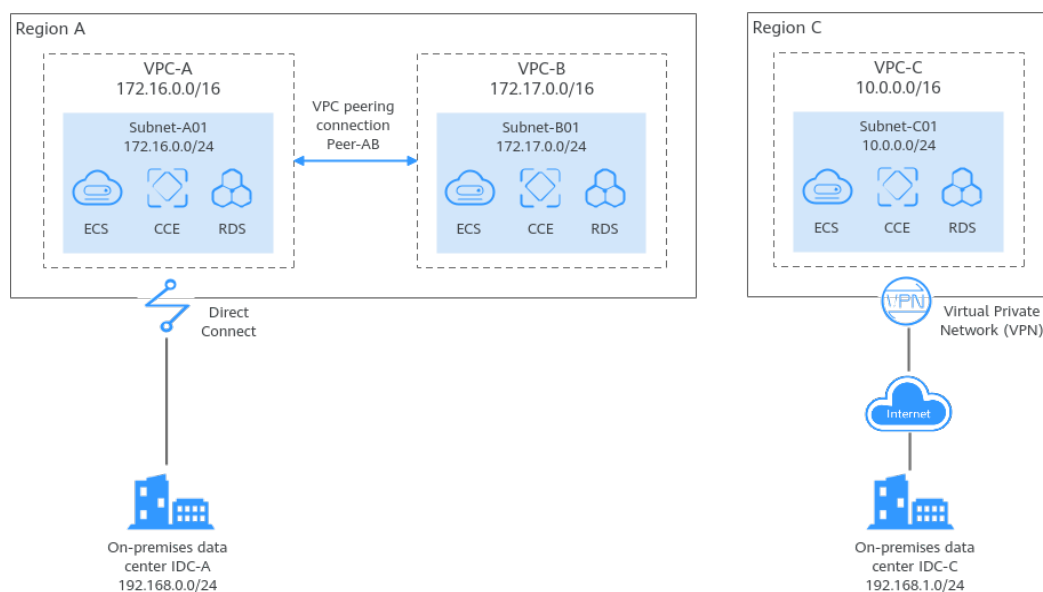 Region A
VPC-A
172.16.0.0/16
Subnet-A01
172.16.0.0/24
ECS
CCE
RDS
VPC peering
connection
Peer-AB
VPC-B
172.17.0.0/16
Subnet-B01
172.17.0.0/24
ECS
CCE
RDS
Direct
Connect
On-premises data
center IDC-A
192.168.0.0/24
Region C
VPC-C
10.0.0.0/16
Subnet-C01
10.0.0.0/24
ECS
CCE
RDS
VPN
Virtual Private
Network (VPN)
Internet
On-premises data
center IDC-C
192.168.1.0/24